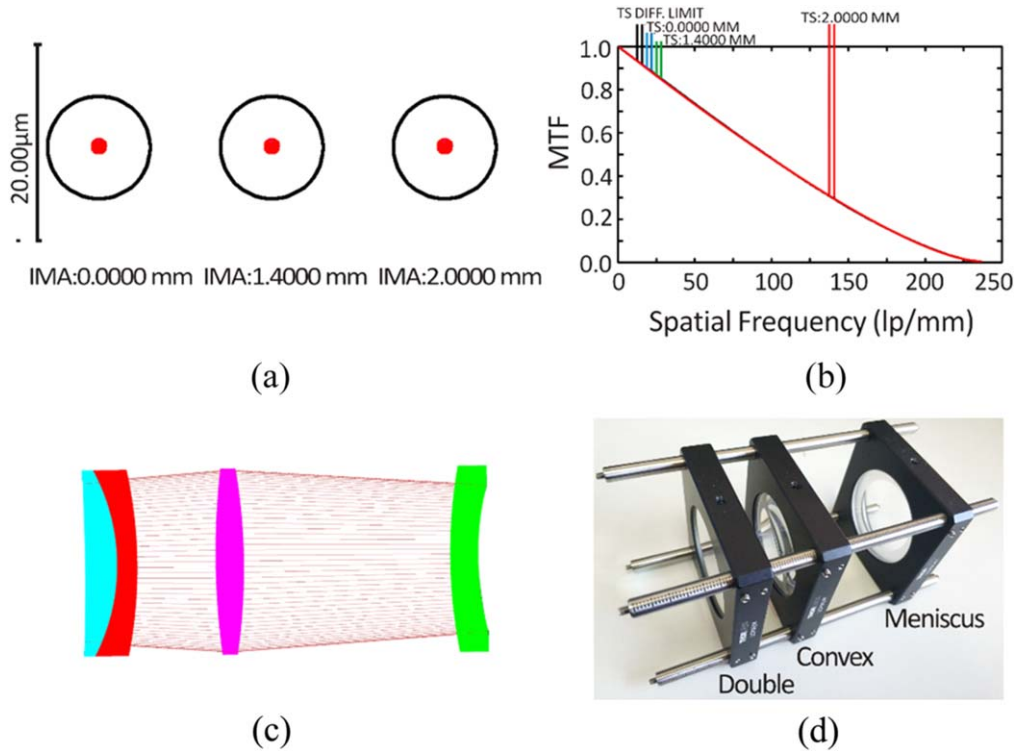 20.00µm
IMA:0.0000 mm IMA:1.4000 mm IMA:2.0000 mm
(a)
TS DIFF. LIMIT
TS:0.0000 MM
TS:1.4000 MM
TS:2.0000 MM
MTF
1.0
0.8
0.6
0.4
0.2
0.0
0 50 100 150 200 250
Spatial Frequency (lp/mm)
(b)
(c)
Meniscus
Convex
Double
(d)